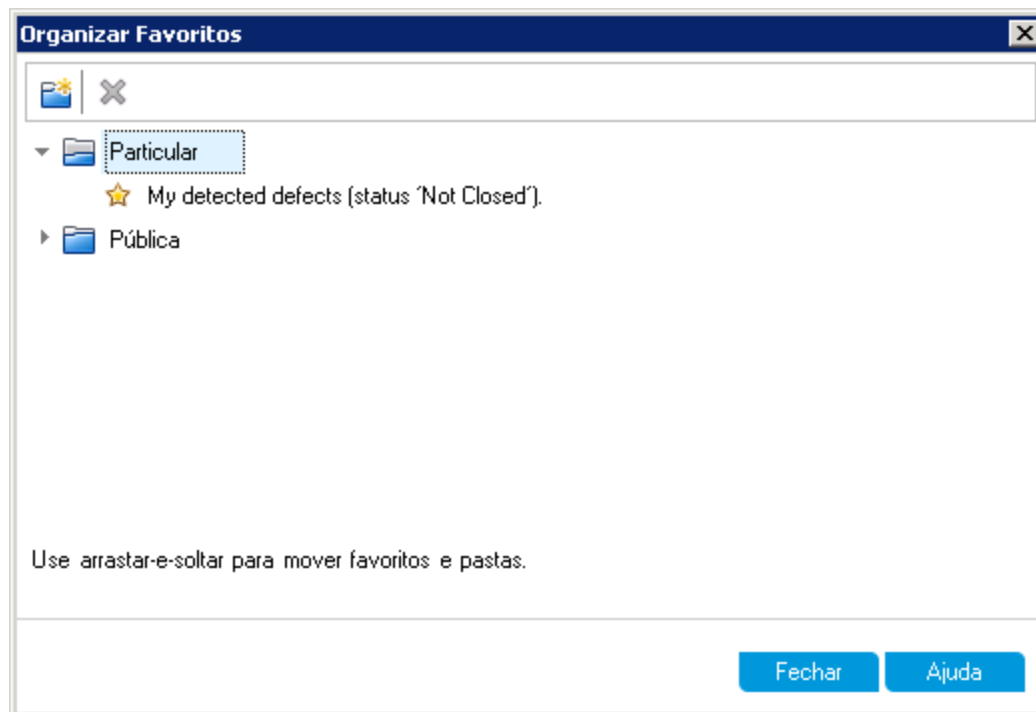 Organizar Favoritos
Particular
My detected defects (status ´Not Closed´).
Pública
Use arrastar-e-soltar para mover favoritos e pastas.
Fechar
Ajuda